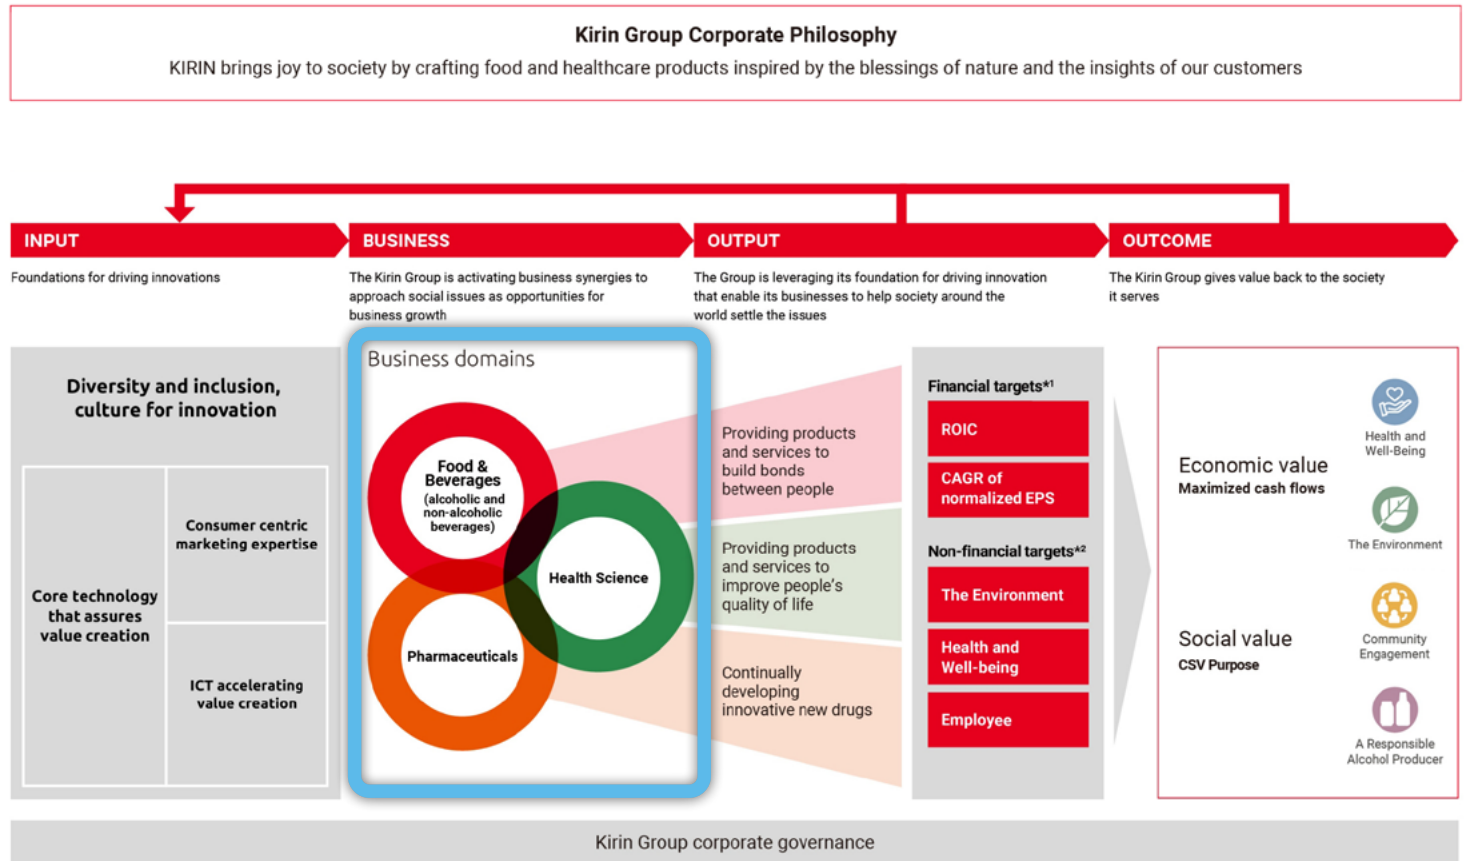 Kirin Group Corporate Philosophy
KIRIN brings joy to society by crafting food and healthcare products inspired by the blessings of nature and the insights of our customers
INPUT
BUSINESS
OUTPUT
OUTCOME
Foundations for driving innovations
The Kirin Group is activating business synergies to
approach social issues as opportunities for
business growth
The Group is leveraging its foundation for driving innovation
that enable its businesses to help society around the
world settle the issues
The Kirin Group gives value back to the society
it serves
Diversity and inclusion,
culture for innovation
Core technology
that assures
value creation
Consumer centric
marketing expertise
ICT accelerating
value creation
Business domains
Food &
Beverages
(alcoholic and
non-alcoholic
beverages)
Health Science
Pharmaceuticals
Providing products
and services to
build bonds
between people
Providing products
and services to
improve people's
quality of life
Continually
developing
innovative new drugs
Financial targets*1
ROIC
CAGR of
normalized EPS
Non-financial targets*2
The Environment
Health and
Well-being
Employee
Economic value
Maximized cash flows
Social value
CSV Purpose
Health and
Well-Being
The Environment
Community
Engagement
A Responsible
Alcohol Producer
Kirin Group corporate governance